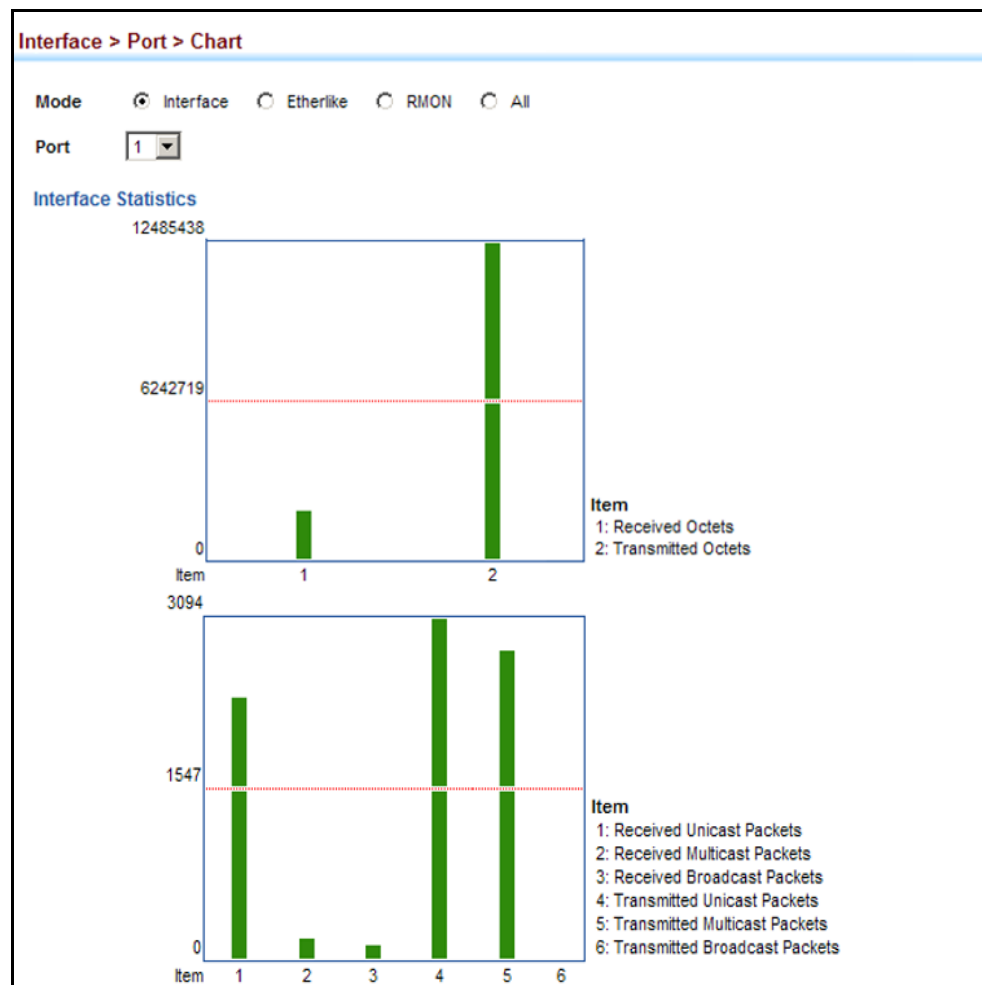 Interface > Port > Chart
Mode Interface Etherlike RMON All
Port 1
Interface Statistics
12485438
6242719
0
Item 1 2
Item
1: Received Octets
2: Transmitted Octets
3094
1547
0
Item 1 2 3 4 5 6
Item
1: Received Unicast Packets
2: Received Multicast Packets
3: Received Broadcast Packets
4: Transmitted Unicast Packets
5: Transmitted Multicast Packets
6: Transmitted Broadcast Packets